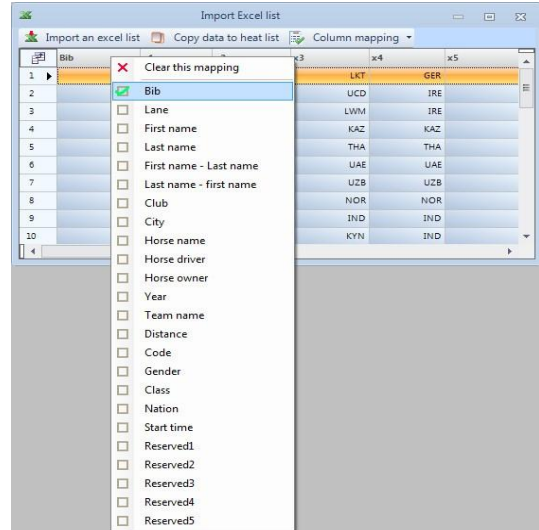 Import Excel list
Import an excel list Copy data to heat list Column mapping
Bib x3 x4 x5
Clear this mapping
1 LKT GER
Bib
2 UCD IRE
Lane
3 LWM IRE
First name
4 KAZ KAZ
Last name
5 THA THA
First name - Last name
6 UAE UAE
Last name - first name
7 UZB UZB
Club
8 NOR NOR
City
9 IND IND
Horse name
10 KYN IND
Horse driver
Horse owner
Year
Team name
Distance
Code
Gender
Class
Nation
Start time
Reserved1
Reserved2
Reserved3
Reserved4
Reserved5